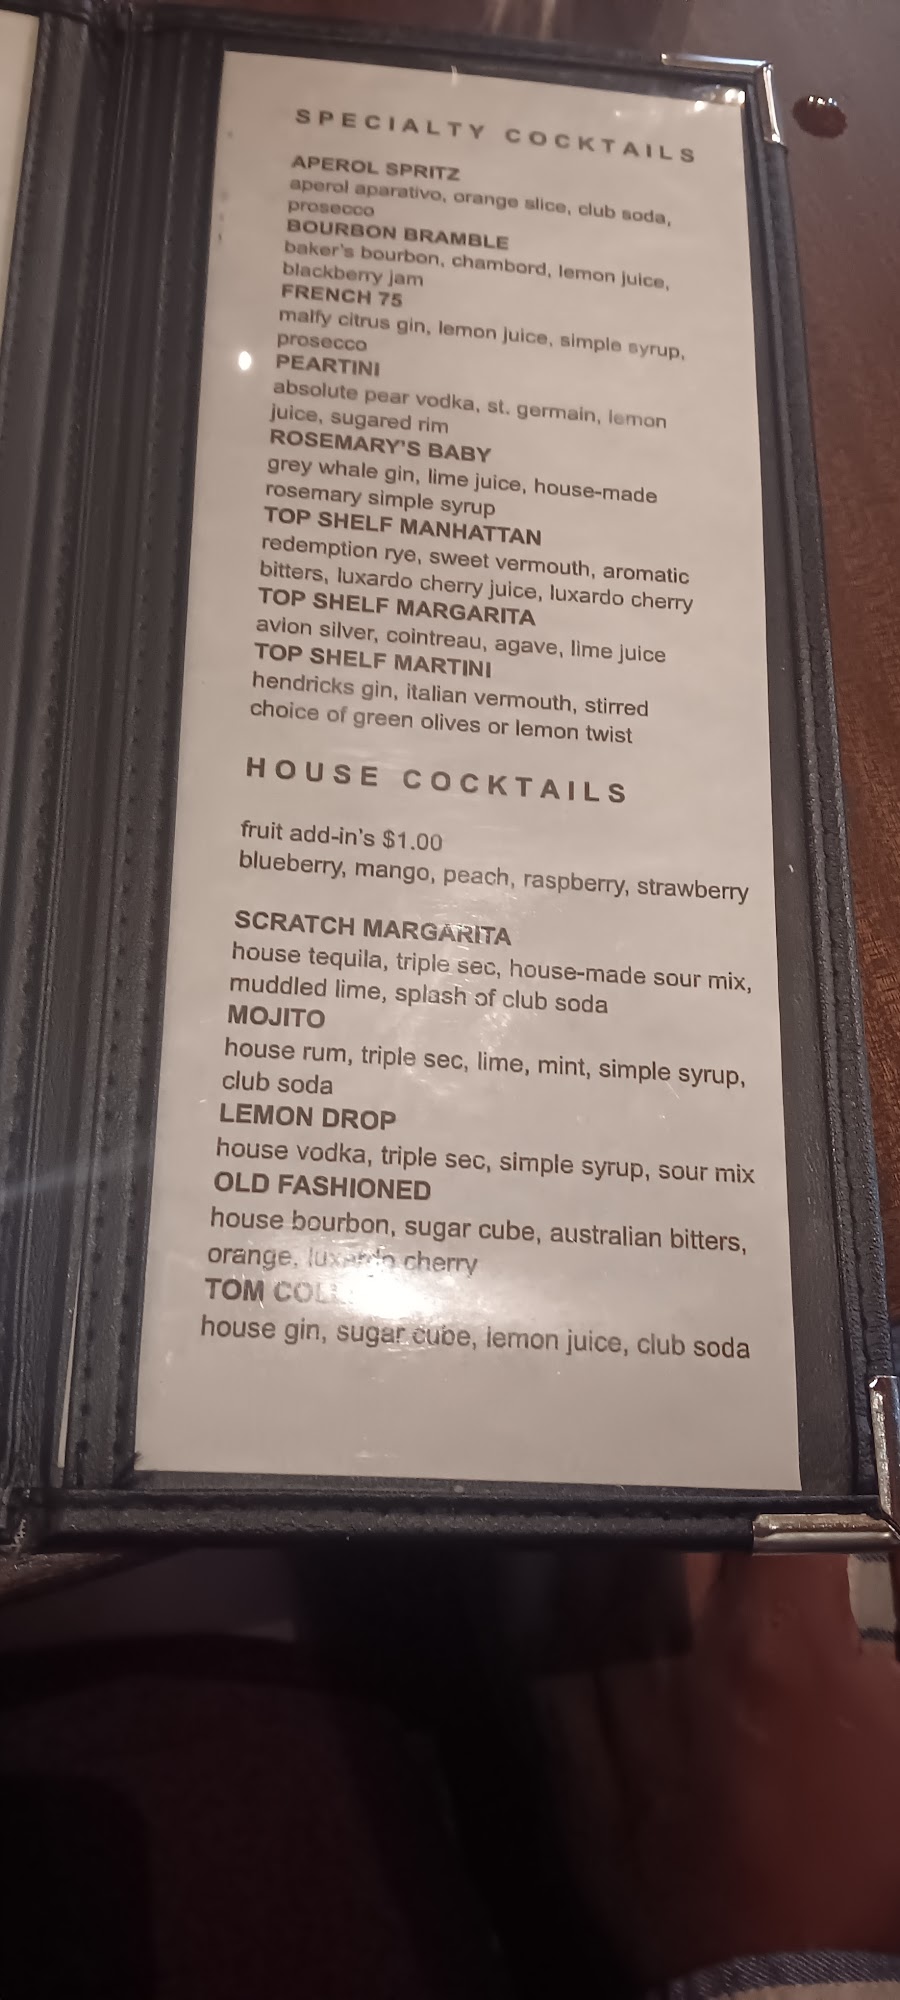 SPECIALTY COCKTAILS
APEROL SPRITZ
aperol aparativo, orange slice, club soda,
prosecco
BOURBON BRAMBLE
baker's bourbon, chambord, lemon juice,
blackberry jam
FRENCH 75
malfy citrus gin, lemon juice, simple syrup,
prosecco
PEARTINI
absolute pear vodka, st. germain, lemon
juice, sugared rim
ROSEMARY'S BABY
grey whale gin, lime juice, house-made
rosemary simple syrup
TOP SHELF MANHATTAN
redemption rye, sweet vermouth, aromatic
bitters, luxardo cherry juice, luxardo cherry
TOP SHELF MARGARITA
avion silver, cointreau, agave, lime juice
TOP SHELF MARTINI
hendricks gin, italian vermouth, stirred
choice of green olives or lemon twist
HOUSE COCKTAILS
fruit add-in's $1.00
blueberry, mango, peach, raspberry, strawberry
SCRATCH MARGARITA
house tequila, triple sec, house-made sour mix,
muddled lime, splash of club soda
MOJITO
house rum, triple sec, lime, mint, simple syrup,
club soda
LEMON DROP
house vodka, triple sec, simple syrup, sour mix
OLD FASHIONED
house bourbon, sugar cube, australian bitters,
orange, luxardo cherry
TOM
house gin, sugar cube, lemon juice, club soda